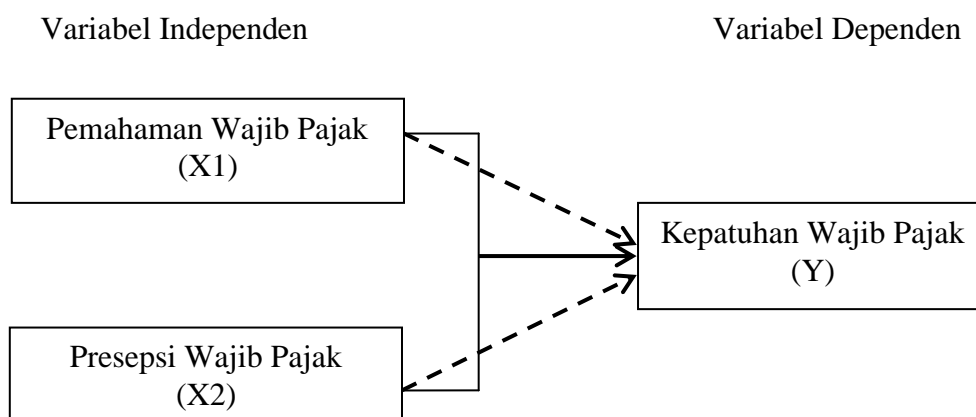 Variabel Independen
Variabel Dependen
Pemahaman Wajib Pajak
(X1)
Kepatuhan Wajib Pajak
(Y)
Presepsi Wajib Pajak
(X2)